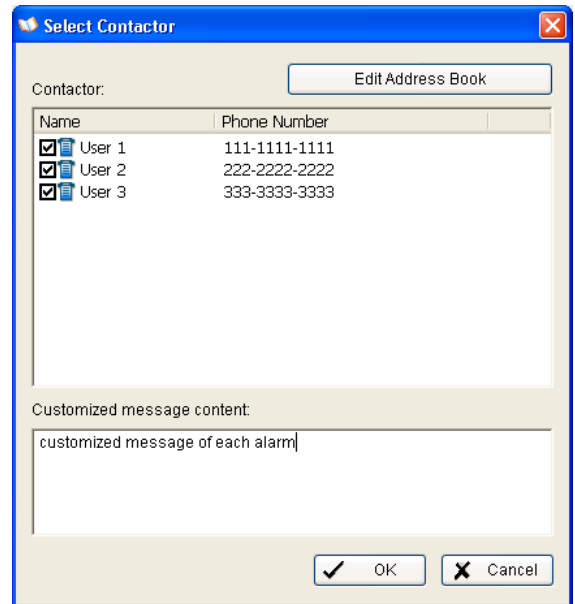 Select Contactor
Edit Address Book
Contactor:
Name Phone Number
User 1 111-1111-1111
User 2 222-2222-2222
User 3 333-3333-3333
Customized message content:
customized message of each alarm
OK Cancel